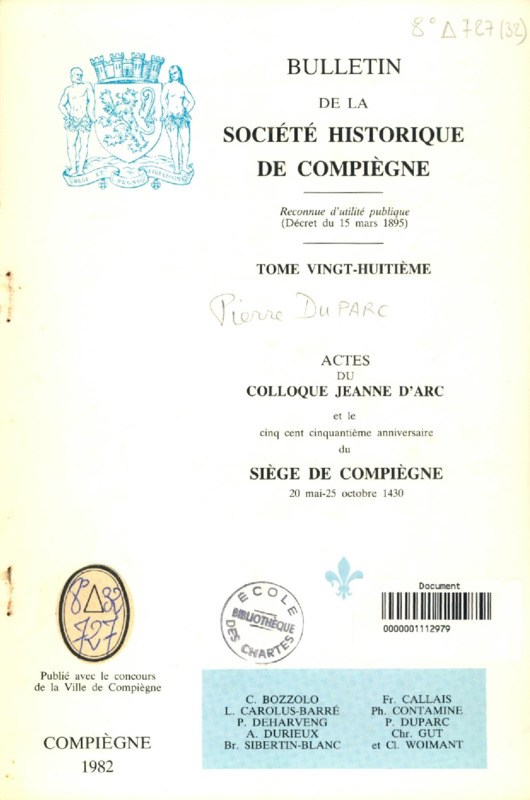 8° Δ 727 (32)
BULLETIN
DE LA
SOCIÉTÉ HISTORIQUE
DE COMPIÈGNE
Reconnue d'utilité publique
(Décret du 15 mars 1895)
TOME VINGT-HUITIÈME
Pierre DUPARC
ACTES
DU
COLLOQUE JEANNE D'ARC
et le
cinq cent cinquantième anniversaire
du
SIÈGE DE COMPIÈGNE
20 mai-25 octobre 1430
8° Δ 32
727
ECOLE
BIBLIOTHÈQUE
DES CHARTES
Document
0000001112979
Publié avec le concours
de la Ville de Compiègne
COMPIÈGNE
1982
C. BOZZOLO
L. CAROLUS-BARRÉ
P. DEHARVENG
A. DURIEUX
Br. SIBERTIN-BLANC
Fr. CALLAIS
Ph. CONTAMINE
P. DUPARC
Chr. GUT
et Cl. WOIMANT